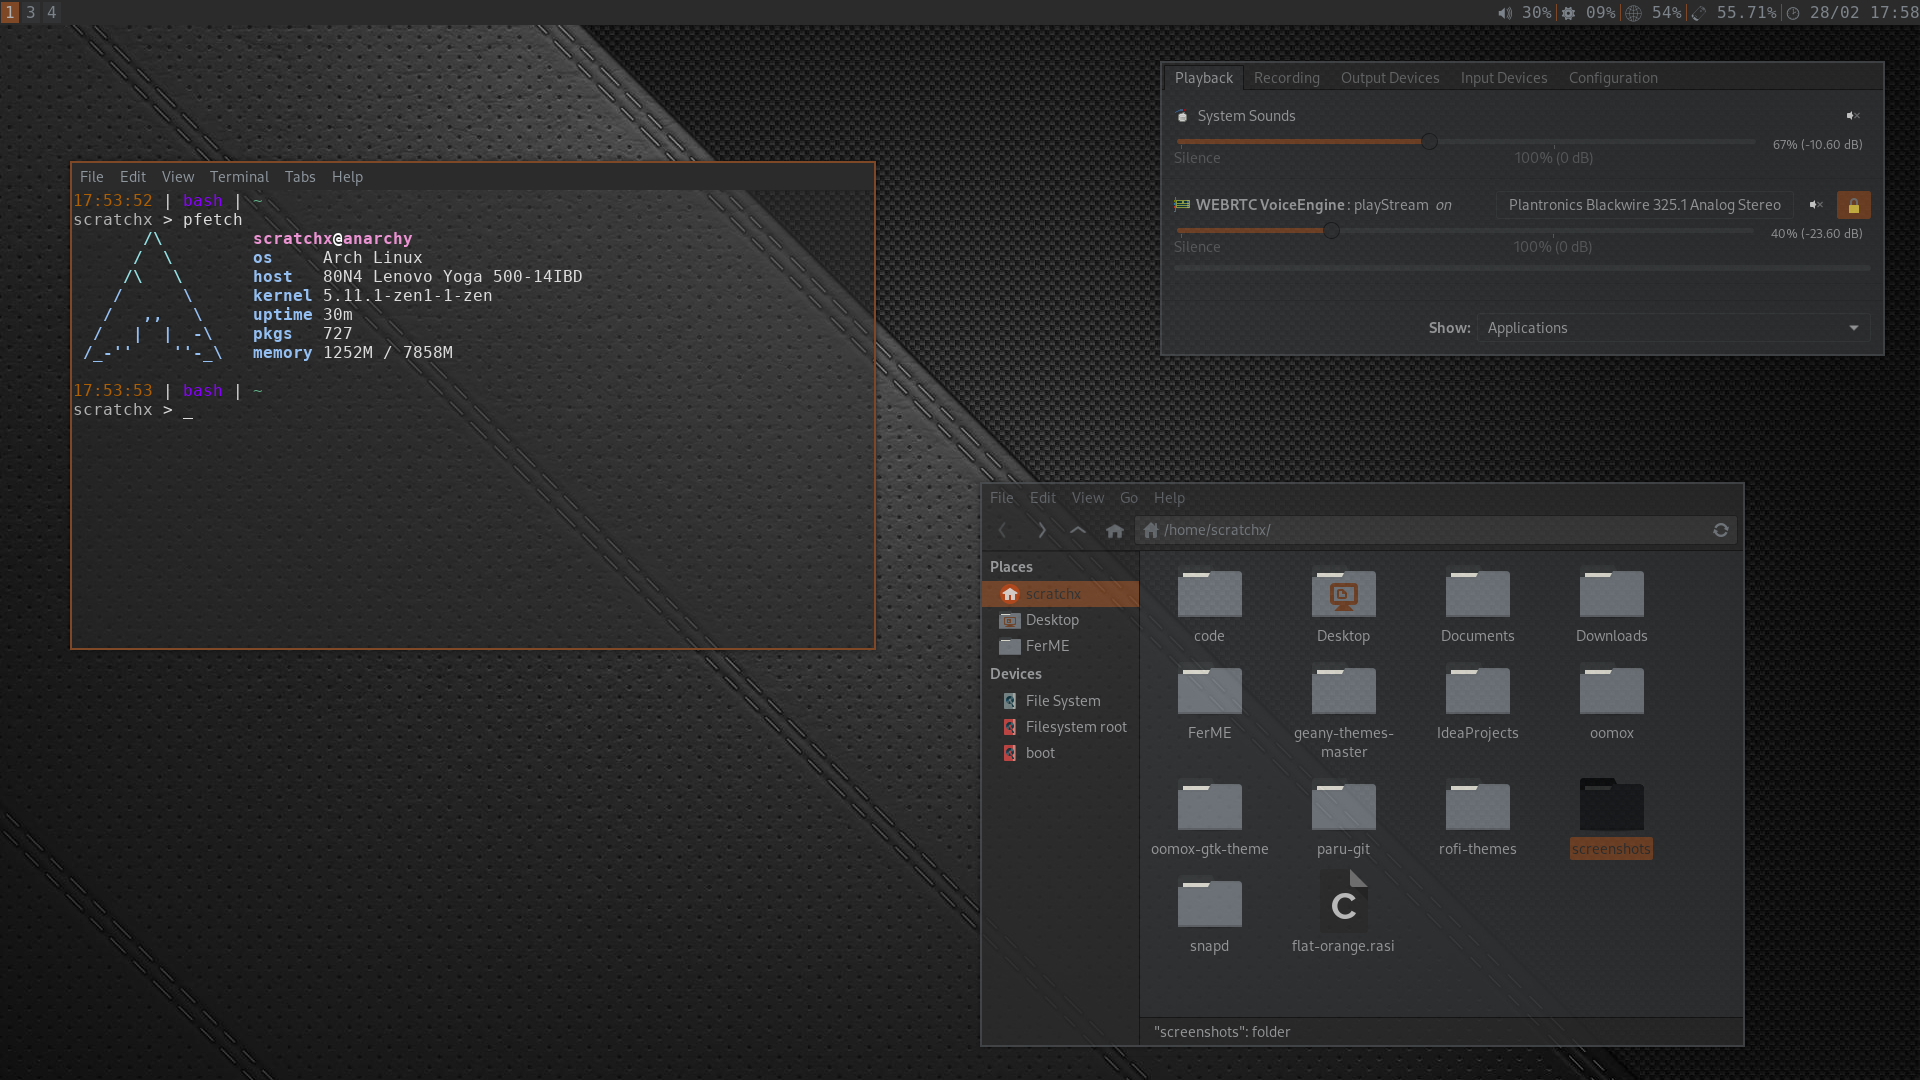 1 3 4
30% 09% 54% 55.71% 28/02 17:58
File Edit View Terminal Tabs Help
17:53:52 | bash | ~
scratchx > pfetch
/\ scratchx@anarchy
/ \ os Arch Linux
/\ \ host 80N4 Lenovo Yoga 500-14IBD
/ \ kernel 5.11.1-zen1-1-zen
/ ,, \ uptime 30m
/ | | -\ pkgs 727
/_-'' ''-_\ memory 1252M / 7858M
17:53:53 | bash | ~
scratchx > _
Playback Recording Output Devices Input Devices Configuration
System Sounds
67% (-10.60 dB)
Silence 100% (0 dB)
WEBRTC VoiceEngine : playStream on Plantronics Blackwire 325.1 Analog Stereo
40% (-23.60 dB)
Silence 100% (0 dB)
Show: Applications
File Edit View Go Help
/home/scratchx/
Places
scratchx
Desktop
FerME
Devices
File System
Filesystem root
boot
code Desktop Documents Downloads
FerME geany-themes-master IdeaProjects oomox
oomox-gtk-theme paru-git rofi-themes screenshots
C
snapd flat-orange.rasi
"screenshots": folder